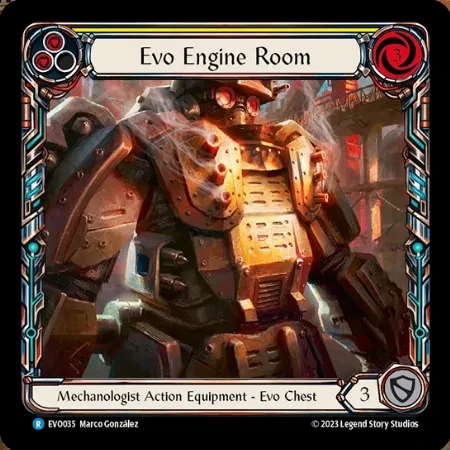 Evo Engine Room
3
Mechanologist Action Equipment - Evo Chest
3
R EVO035 Marco González © 2023 Legend Story Studios